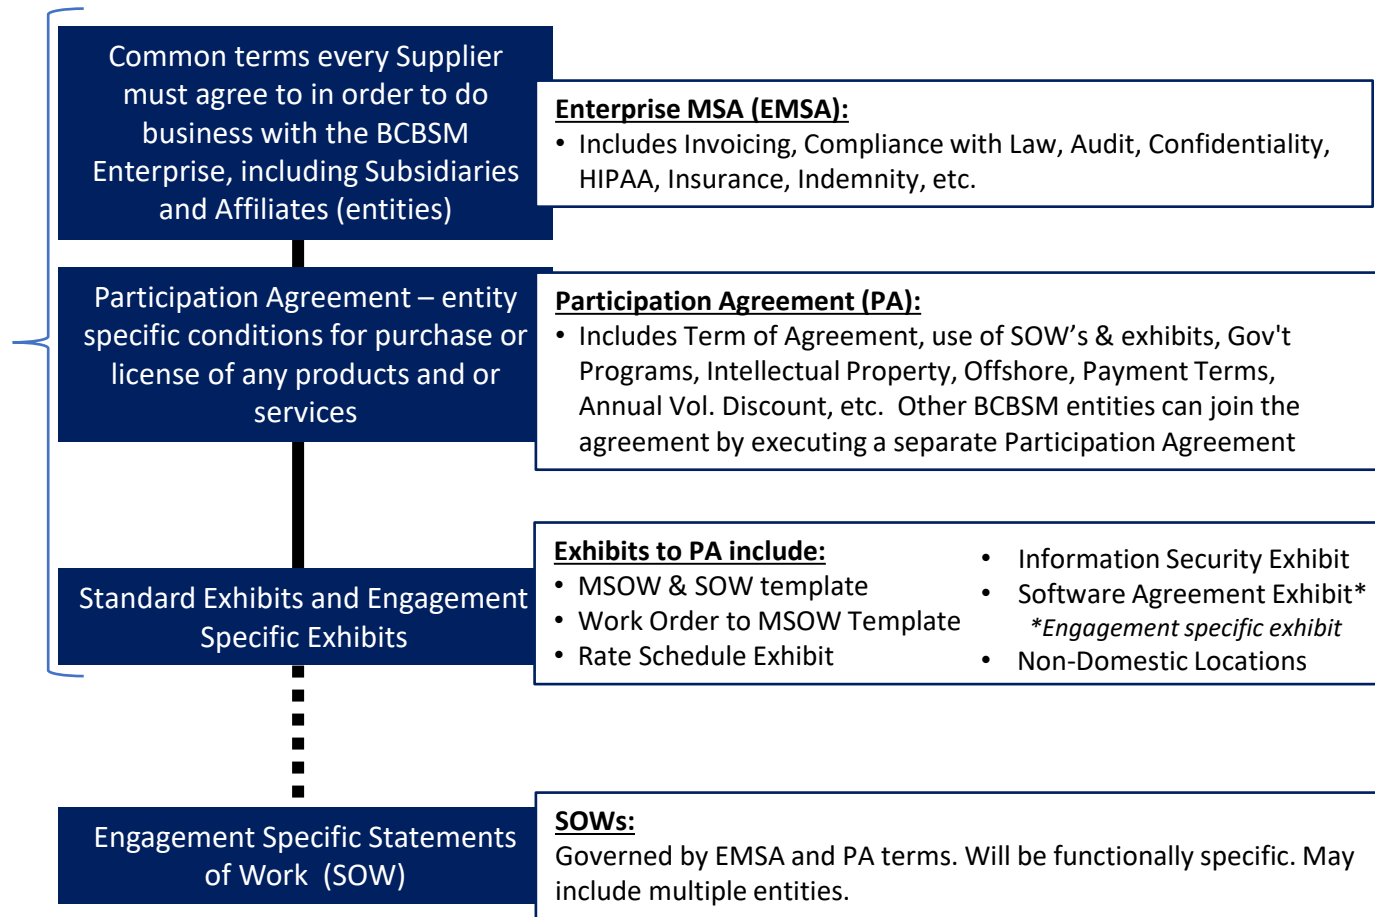 Common terms every Supplier
must agree to in order to do
business with the BCBSM
Enterprise, including Subsidiaries
and Affiliates (entities)
Enterprise MSA (EMSA):
• Includes Invoicing, Compliance with Law, Audit, Confidentiality,
HIPAA, Insurance, Indemnity, etc.
Participation Agreement – entity
specific conditions for purchase or
license of any products and or
services
Participation Agreement (PA):
• Includes Term of Agreement, use of SOW’s & exhibits, Gov't
Programs, Intellectual Property, Offshore, Payment Terms,
Annual Vol. Discount, etc.  Other BCBSM entities can join the
agreement by executing a separate Participation Agreement
Standard Exhibits and Engagement
Specific Exhibits
Exhibits to PA include:
• MSOW & SOW template
• Work Order to MSOW Template
• Rate Schedule Exhibit
• Information Security Exhibit
• Software Agreement Exhibit*
*Engagement specific exhibit
• Non-Domestic Locations
Engagement Specific Statements
of Work  (SOW)
SOWs:
Governed by EMSA and PA terms. Will be functionally specific. May
include multiple entities.